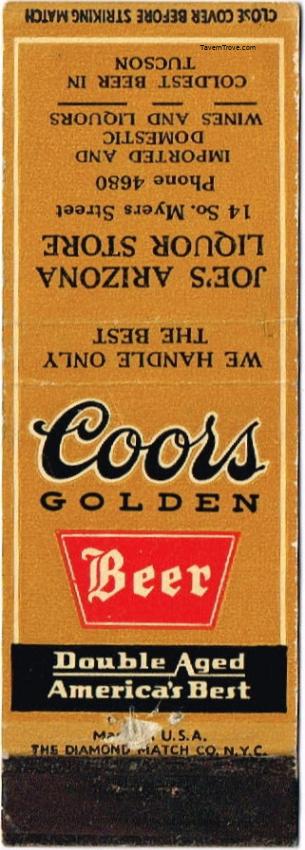 CLOSE COVER BEFORE STRIKING MATCH
TavernTrove.com
WE HANDLE ONLY
THE BEST
JOE'S ARIZONA
LIQUOR STORE
14 So. Myers Street
Phone 4680
IMPORTED AND
DOMESTIC
WINES AND LIQUORS
COLDEST BEER IN
TUCSON
Coors
GOLDEN
Beer
Double Aged
America's Best
U.S.A.
THE DIAMOND MATCH CO. N.Y.C.